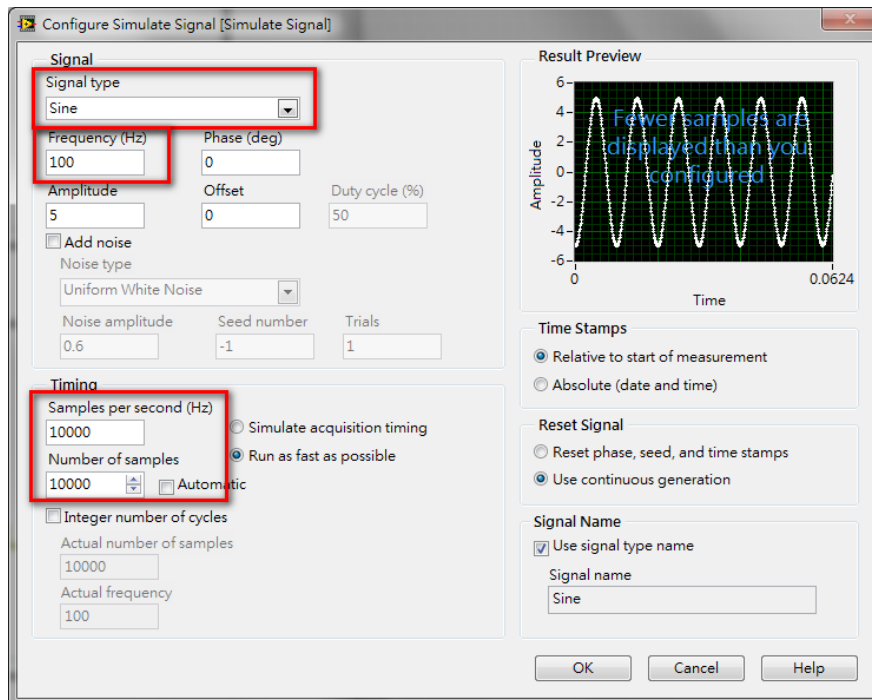 Configure Simulate Signal [Simulate Signal]
Signal
Signal type
Sine
Frequency (Hz) Phase (deg)
100 0
Amplitude Offset Duty cycle (%)
5 0 50
Add noise
Noise type
Uniform White Noise
Noise amplitude Seed number Trials
0.6 -1 1
Timing
Samples per second (Hz)
10000
Simulate acquisition timing
Number of samples
Run as fast as possible
10000 Automatic
Integer number of cycles
Actual number of samples
10000
Actual frequency
100
Result Preview
6
4
2
0
-2
-4
-6
Amplitude
Fewer samples are
displayed than you
configured
0 0.0624
Time
Time Stamps
Relative to start of measurement
Absolute (date and time)
Reset Signal
Reset phase, seed, and time stamps
Use continuous generation
Signal Name
Use signal type name
Signal name
Sine
OK Cancel Help